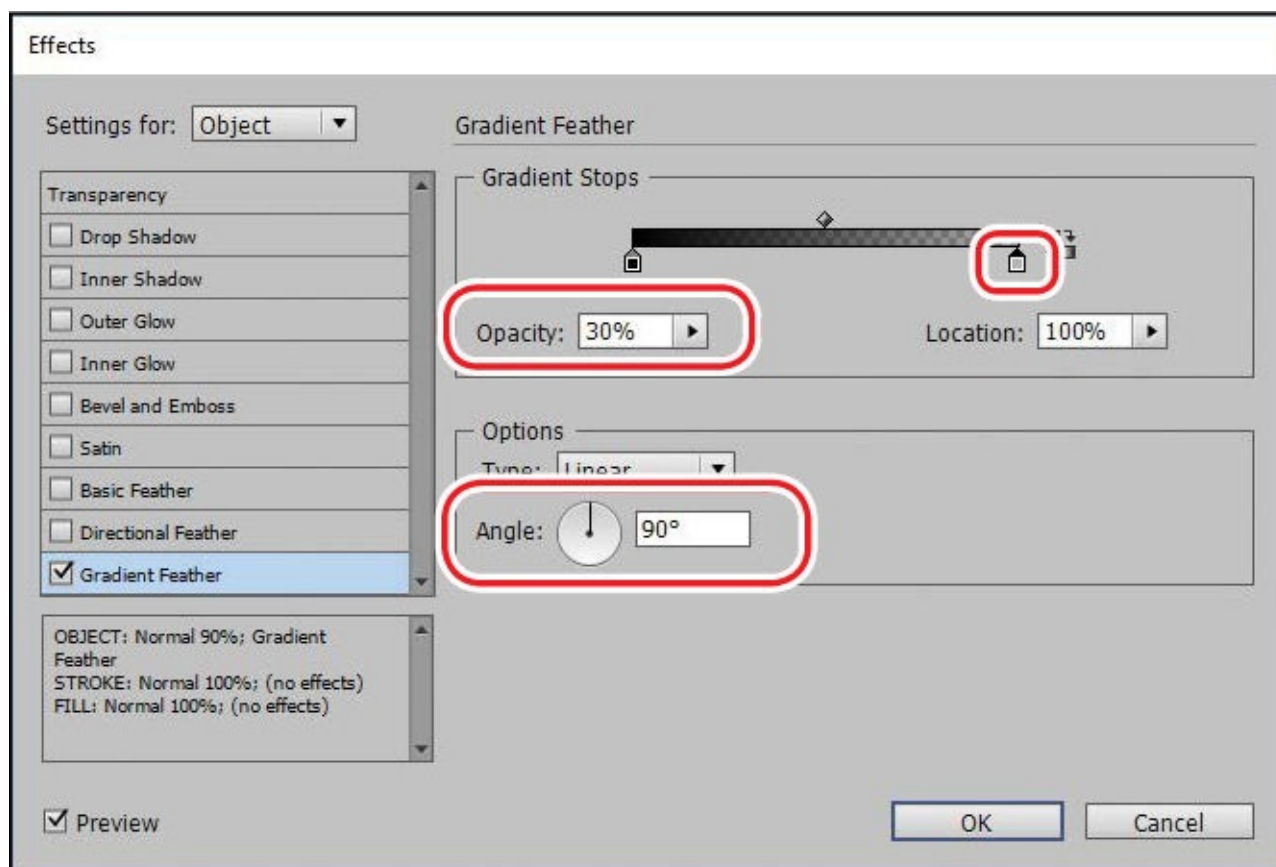 Effects
Settings for: Object
Gradient Feather
Transparency
Drop Shadow
Inner Shadow
Outer Glow
Inner Glow
Bevel and Emboss
Satin
Basic Feather
Directional Feather
Gradient Feather
OBJECT: Normal 90%; Gradient
Feather
STROKE: Normal 100%; (no effects)
FILL: Normal 100%; (no effects)
Preview
Gradient Stops
Opacity: 30%
Location: 100%
Options
Type: Linear
Angle: 90°
OK
Cancel